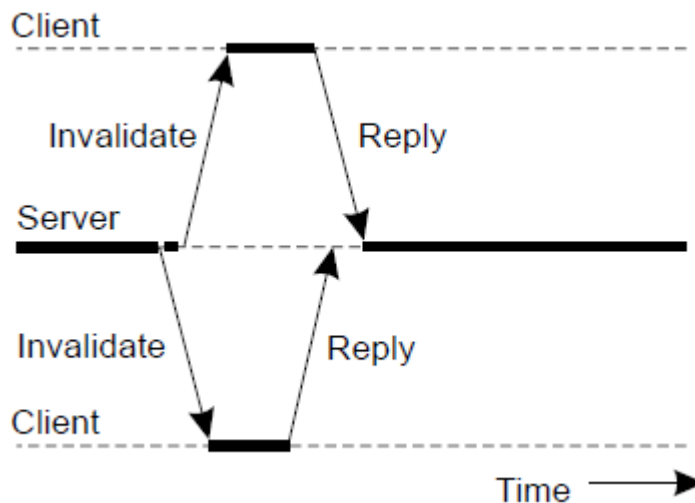 Client
Invalidate
Reply
Server
Invalidate
Reply
Client
Time